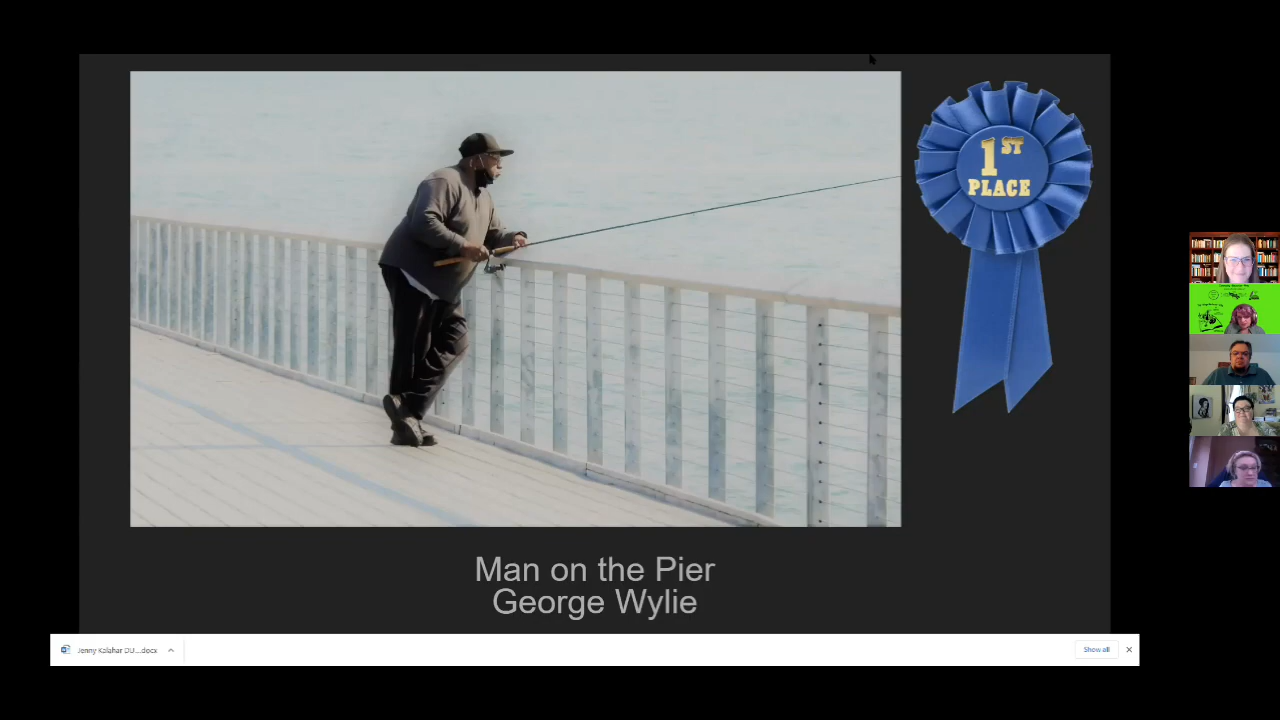 1ST
PLACE
Man on the Pier
George Wylie
Jenny Kalahar DU....docx
Show all